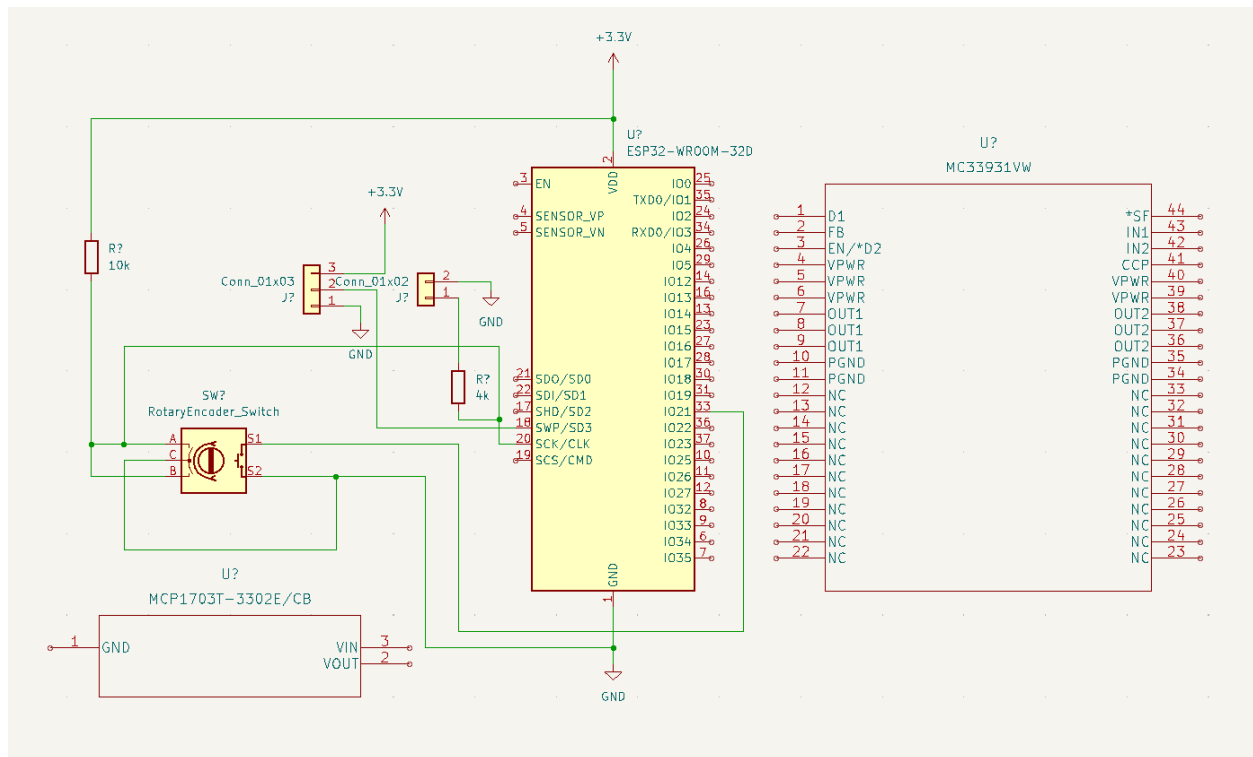 +3.3V
U?
ESP32-WROOM-32D
2
VDD
3 EN
4 SENSOR_VP
5 SENSOR_VN
21 SDO/SD0
22 SDI/SD1
17 SHD/SD2
18 SWP/SD3
20 SCK/CLK
19 SCS/CMD
IO0 25
TXD0/IO1 35
IO2 24
RXD0/IO3 34
IO4 26
IO5 29
IO12 14
IO13 16
IO14 13
IO15 23
IO16 27
IO17 28
IO18 30
IO19 31
IO21 33
IO22 36
IO23 37
IO25 10
IO26 11
IO27 12
IO32 8
IO33 9
IO34 6
IO35 7
GND
1
GND
U?
MC33931VW
1 D1
2 FB
3 EN/*D2
4 VPWR
5 VPWR
6 VPWR
7 OUT1
8 OUT1
9 OUT1
10 PGND
11 PGND
12 NC
13 NC
14 NC
15 NC
16 NC
17 NC
18 NC
19 NC
20 NC
21 NC
22 NC
*SF 44
IN1 43
IN2 42
CCP 41
VPWR 40
VPWR 39
OUT2 38
OUT2 37
OUT2 36
PGND 35
PGND 34
NC 33
NC 32
NC 31
NC 30
NC 29
NC 28
NC 27
NC 26
NC 25
NC 24
NC 23
R?
10k
+3.3V
Conn_01x03
J?
3
2
1
GND
Conn_01x02
J?
2
1
GND
R?
4k
SW?
RotaryEncoder_Switch
A
C
B
S1
S2
U?
MCP1703T-3302E/CB
1 GND
VIN 3
VOUT 2